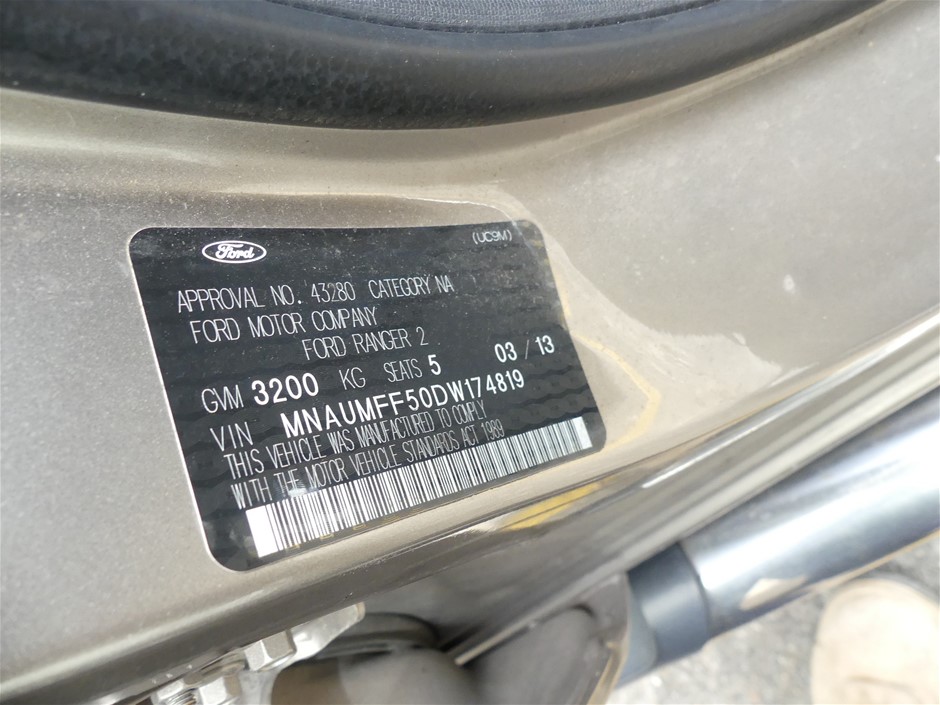 Ford
(UC9M)
APPROVAL NO. 43280 CATEGORY NA
FORD MOTOR COMPANY
FORD RANGER 2
03 / 13
GVM 3200 KG SEATS 5
VIN MNAUMFF50DW174819
THIS VEHICLE WAS MANUFACTURED TO COMPLY
WITH THE MOTOR VEHICLE STANDARDS ACT 1989